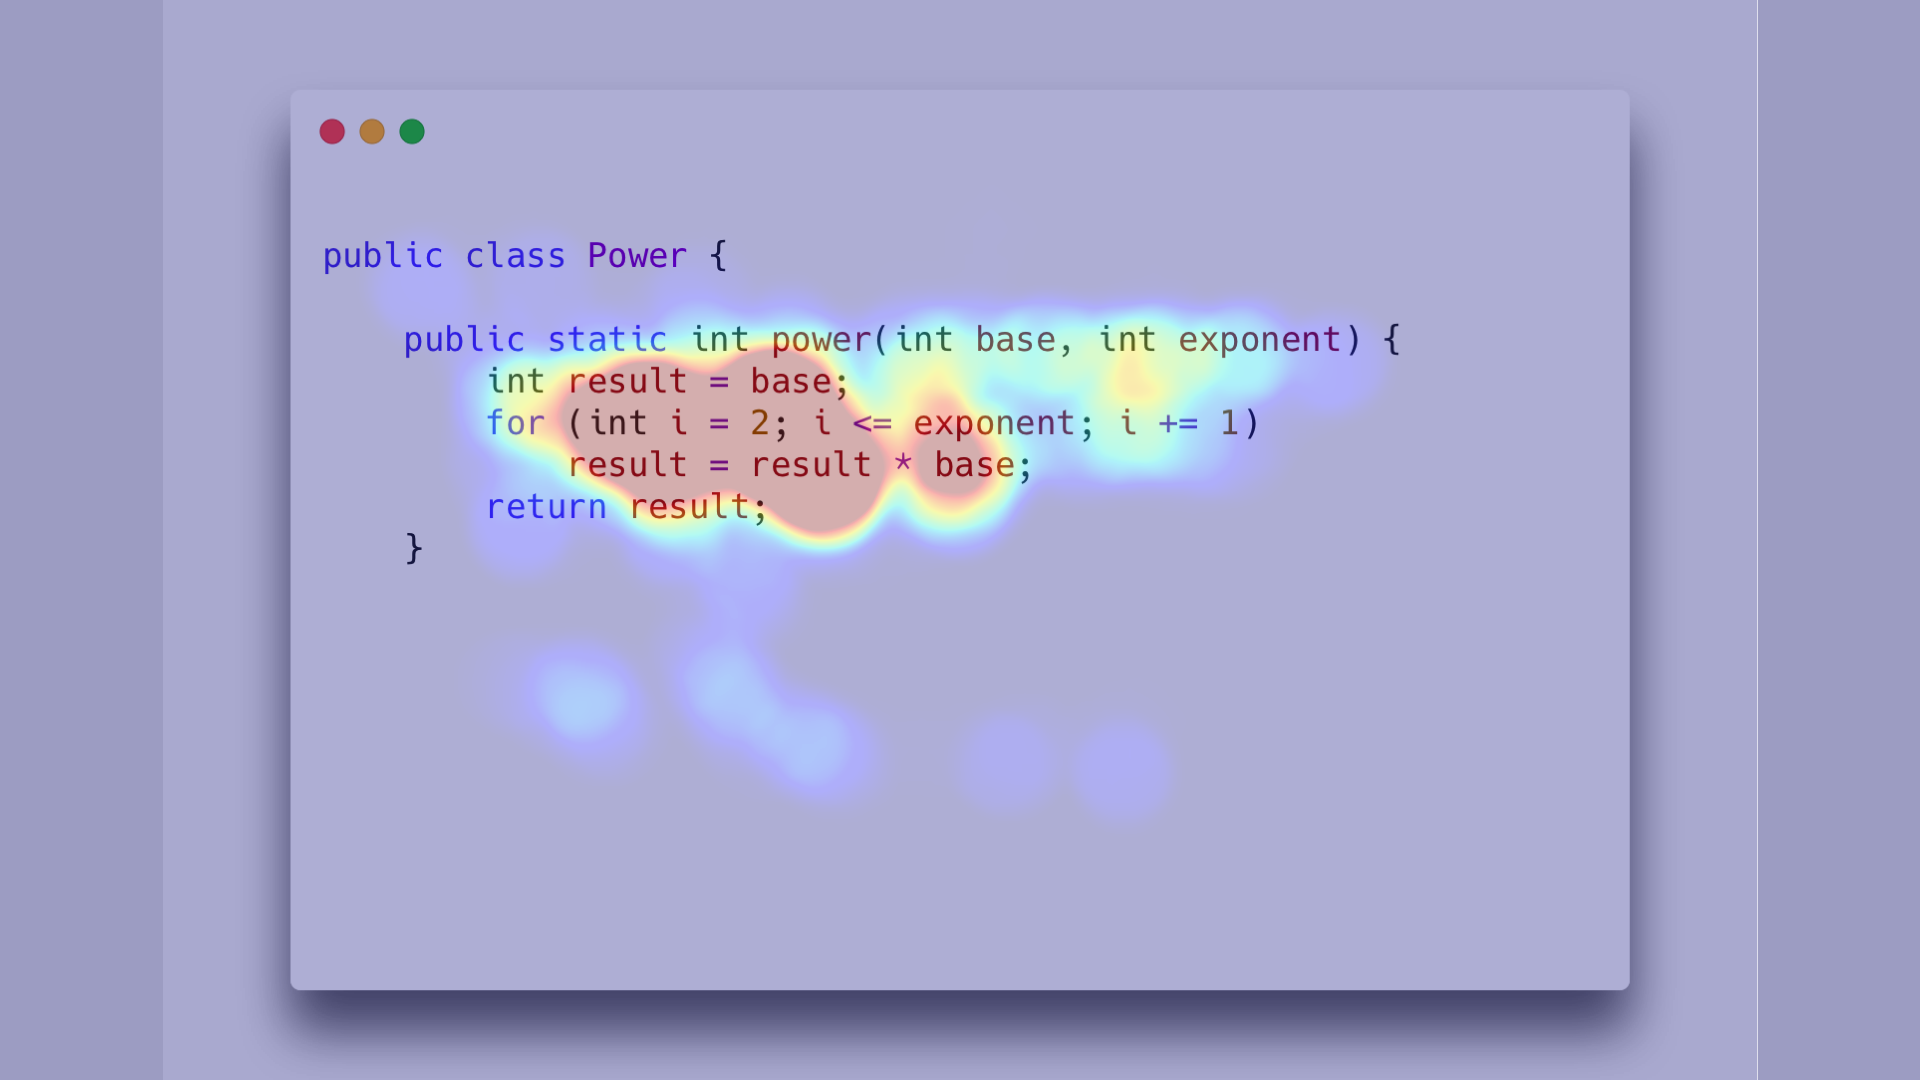 public class Power {
public static int power(int base, int exponent) {
int result = base;
for (int i = 2; i <= exponent; i += 1)
result = result * base;
return result;
}